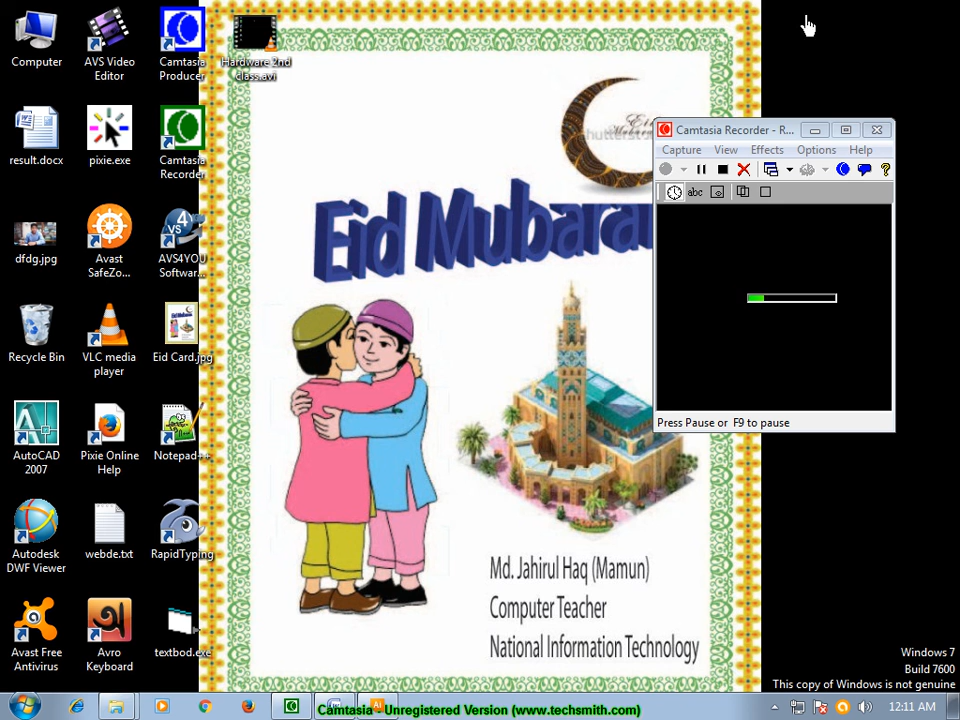 Computer
AVS Video
Editor
Camtasia
Producer
Hardware 2nd
class.avi
result.docx
pixie.exe
Camtasia
Recorder
dfdg.jpg
Avast
SafeZo...
AVS4YOU
Softwar...
Recycle Bin
VLC media
player
Eid Card.jpg
AutoCAD
2007
Pixie Online
Help
Notepad++
Autodesk
DWF Viewer
webde.txt
RapidTyping
Avast Free
Antivirus
Avro
Keyboard
textbod.exe
Eid Mubarak
Md. Jahirul Haq (Mamun)
Computer Teacher
National Information Technology
Camtasia Recorder - R...
Capture View Effects Options Help
abc
Press Pause or F9 to pause
Windows 7
Build 7600
This copy of Windows is not genuine
Camtasia - Unregistered Version (www.techsmith.com)
12:11 AM